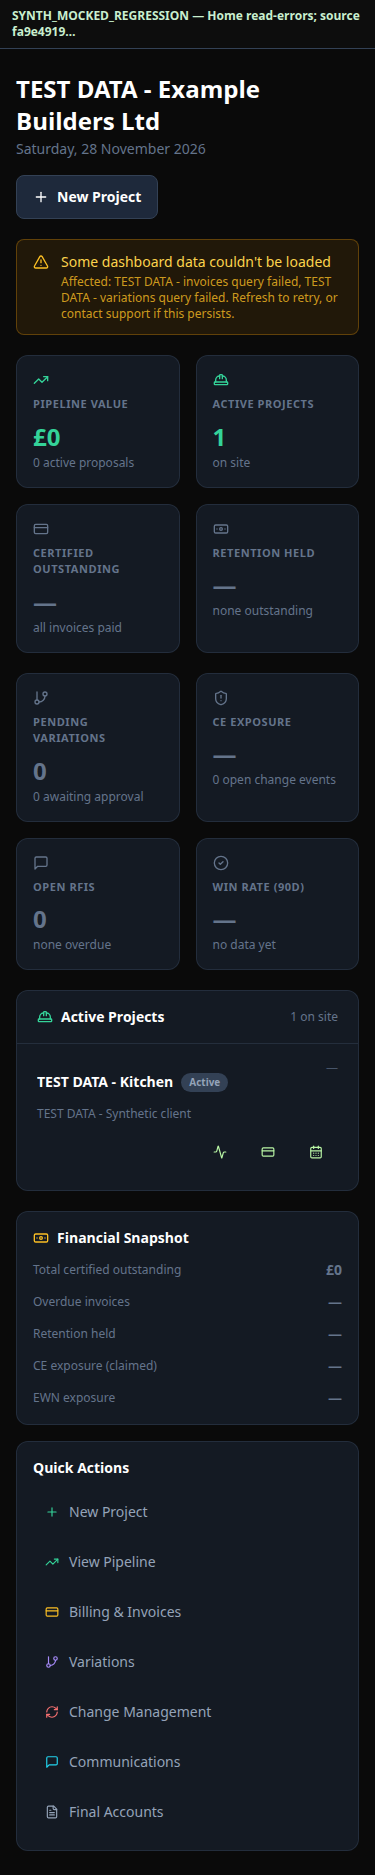 SYNTH_MOCKED_REGRESSION — Home read-errors; source
fa9e4919...
TEST DATA - Example
Builders Ltd
Saturday, 28 November 2026
New Project
Some dashboard data couldn't be loaded
Affected: TEST DATA - invoices query failed, TEST
DATA - variations query failed. Refresh to retry, or
contact support if this persists.
PIPELINE VALUE
£0
0 active proposals
ACTIVE PROJECTS
1
on site
CERTIFIED
OUTSTANDING
—
all invoices paid
RETENTION HELD
—
none outstanding
PENDING
VARIATIONS
0
0 awaiting approval
CE EXPOSURE
—
0 open change events
OPEN RFIS
0
none overdue
WIN RATE (90D)
—
no data yet
Active Projects
1 on site
—
TEST DATA - Kitchen Active
TEST DATA - Synthetic client
Financial Snapshot
Total certified outstanding £0
Overdue invoices —
Retention held —
CE exposure (claimed) —
EWN exposure —
Quick Actions
New Project
View Pipeline
Billing & Invoices
Variations
Change Management
Communications
Final Accounts